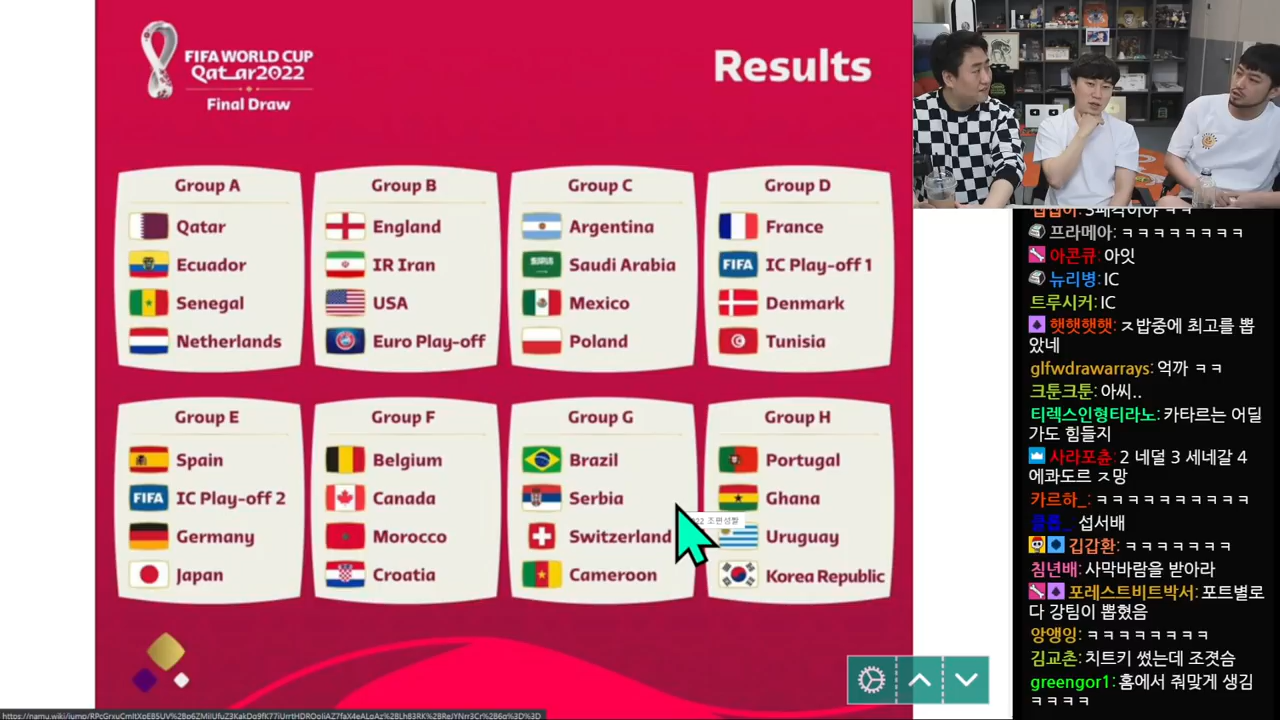 FIFA WORLD CUP
Qatar2022
Final Draw
Results
Group A
Qatar
Ecuador
Senegal
Netherlands
Group B
England
IR Iran
USA
Euro Play-off
Group C
Argentina
Saudi Arabia
Mexico
Poland
Group D
France
FIFA IC Play-off 1
Denmark
Tunisia
Group E
Spain
FIFA IC Play-off 2
Germany
Japan
Group F
Belgium
Canada
Morocco
Croatia
Group G
Brazil
Serbia
Switzerland
Cameroon
Group H
Portugal
Ghana
Uruguay
Korea Republic
프라메아: ㅋㅋㅋㅋㅋㅋㅋㅋ
아콘큐: 아잇
뉴리병: IC
트루시커: IC
햇햇햇햇: ㅈ밥중에 최고를 뽑
았네
glfwdrawarrays: 억까 ㅋㅋ
크툰크툰: 아씨..
티렉스인형티라노: 카타르는 어딜
가도 힘들지
사라포츈: 2 네덜 3 세네갈 4
에콰도르 ㅈ망
카르하_: ㅋㅋㅋㅋㅋㅋㅋㅋㅋㅋ
클롭_ 섭서배
깁갑환: ㅋㅋㅋㅋㅋㅋㅋ
침년배: 사막바람을 받아라
포레스트비트박서: 포트별로
다 강팀이 뽑혔음
앙앵잉: ㅋㅋㅋㅋㅋㅋㅋㅋ
김교촌: 치트키 썼는데 조졋슴
greengor1: 홈에서 줘맞게 생김
ㅋㅋㅋㅋ